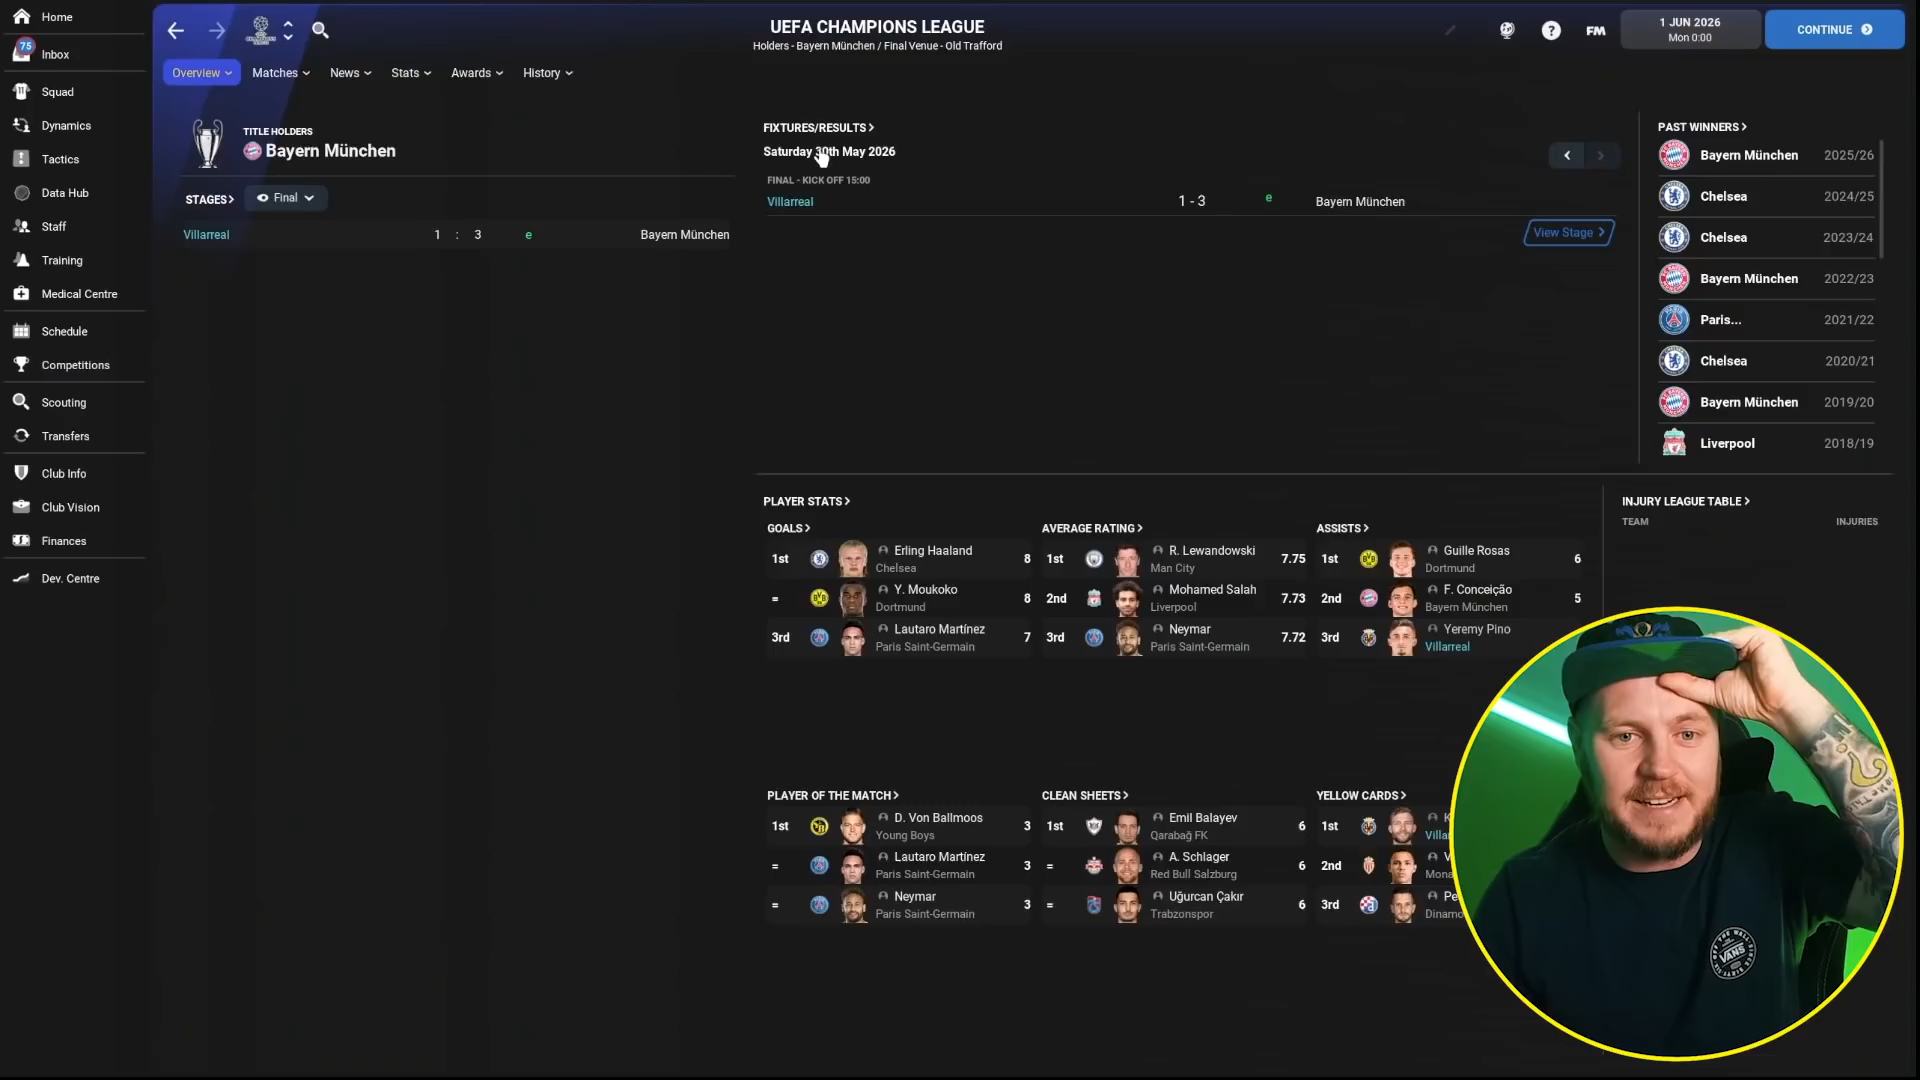 Home
75
Inbox
Squad
Dynamics
Tactics
Data Hub
Staff
Training
Medical Centre
Schedule
Competitions
Scouting
Transfers
Club Info
Club Vision
Finances
Dev. Centre
UEFA CHAMPIONS LEAGUE
Holders - Bayern München / Final Venue - Old Trafford
?
FM
1 JUN 2026
Mon 0:00
CONTINUE
Overview
Matches
News
Stats
Awards
History
TITLE HOLDERS
Bayern München
STAGES
Final
Villarreal 1 : 3 e Bayern München
FIXTURES/RESULTS
Saturday 30th May 2026
FINAL - KICK OFF 15:00
Villarreal 1 - 3 e Bayern München
View Stage
PAST WINNERS
Bayern München 2025/26
Chelsea 2024/25
Chelsea 2023/24
Bayern München 2022/23
Paris... 2021/22
Chelsea 2020/21
Bayern München 2019/20
Liverpool 2018/19
PLAYER STATS
GOALS
1st Erling Haaland 8
Chelsea
= Y. Moukoko 8
Dortmund
3rd Lautaro Martínez 7
Paris Saint-Germain
AVERAGE RATING
1st R. Lewandowski 7.75
Man City
2nd Mohamed Salah 7.73
Liverpool
3rd Neymar 7.72
Paris Saint-Germain
ASSISTS
1st Guille Rosas 6
Dortmund
2nd F. Conceição 5
Bayern München
3rd Yeremy Pino
Villarreal
INJURY LEAGUE TABLE
TEAM INJURIES
PLAYER OF THE MATCH
1st D. Von Ballmoos 3
Young Boys
= Lautaro Martínez 3
Paris Saint-Germain
= Neymar 3
Paris Saint-Germain
CLEAN SHEETS
1st Emil Balayev 6
Qarabağ FK
= A. Schlager 6
Red Bull Salzburg
= Uğurcan Çakır 6
Trabzonspor
YELLOW CARDS
1st K
Villar
2nd V
Mona
3rd Pe
Dinamo
OFF THE WALL
VANS